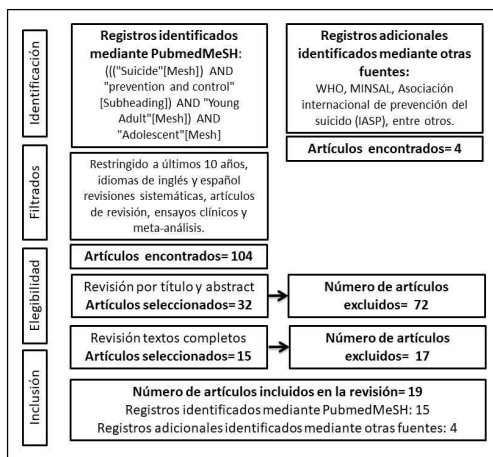 Identificación
Registros identificados
mediante PubmedMeSH:
((("Suicide"[Mesh]) AND
"prevention and control"
[Subheading]) AND "Young
Adult"[Mesh]) AND
"Adolescent"[Mesh]
Registros adicionales
identificados mediante otras
fuentes:
WHO, MINSAL, Asociación
internacional de prevención del
suicido (IASP), entre otros.
Artículos encontrados= 4
Filtrados
Restringido a últimos 10 años,
idiomas de inglés y español
revisiones sistemáticas, artículos
de revisión, ensayos clínicos y
meta-análisis.
Artículos encontrados= 104
Elegibilidad
Revisión por título y abstract
Artículos seleccionados= 32
Número de artículos
excluidos= 72
Revisión textos completos
Artículos seleccionados= 15
Número de artículos
excluidos= 17
Inclusión
Número de artículos incluidos en la revisión= 19
Registros identificados mediante PubmedMeSH: 15
Registros adicionales identificados mediante otras fuentes: 4